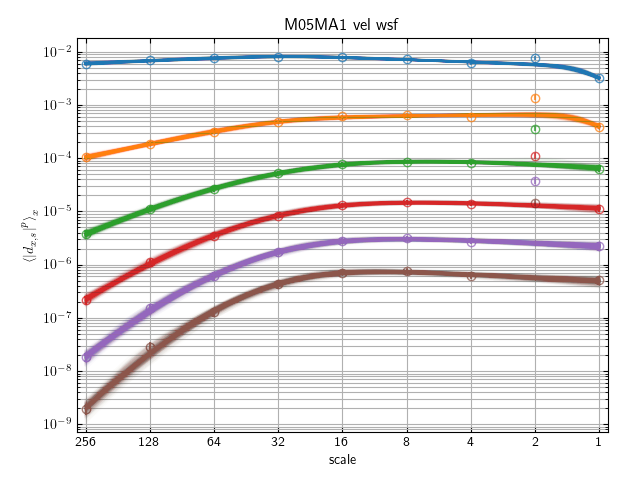 M05MA1 vel wsf
10⁻²
10⁻³
10⁻⁴
10⁻⁵
10⁻⁶
10⁻⁷
10⁻⁸
10⁻⁹
⟨|d_{x,s}|^p⟩_x
256 128 64 32 16 8 4 2 1
scale